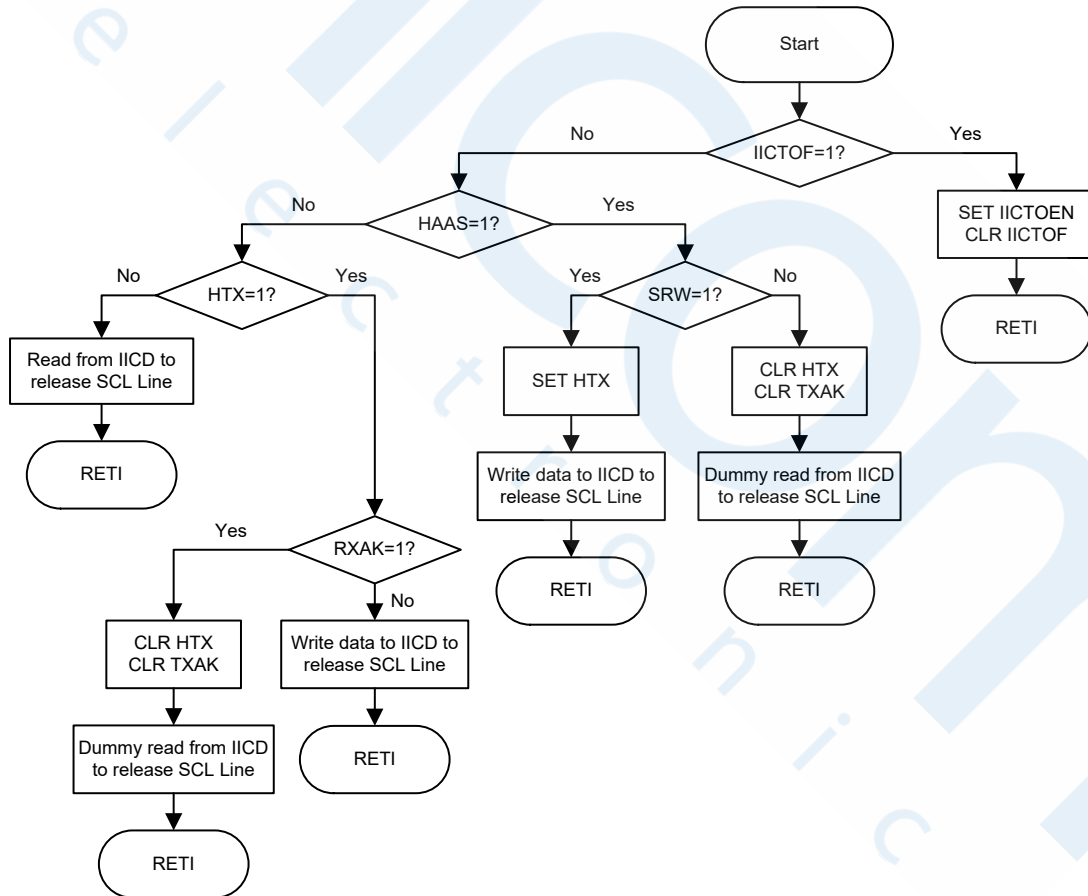 Start
IICTOF=1?
No
Yes
HAAS=1?
No
Yes
SET IICTOEN
CLR IICTOF
RETI
HTX=1?
No
Yes
SRW=1?
Yes
No
Read from IICD to
release SCL Line
RETI
SET HTX
CLR HTX
CLR TXAK
Write data to IICD to
release SCL Line
Dummy read from IICD
to release SCL Line
RETI
RETI
RXAK=1?
Yes
No
CLR HTX
CLR TXAK
Write data to IICD to
release SCL Line
Dummy read from IICD
to release SCL Line
RETI
RETI
electronic